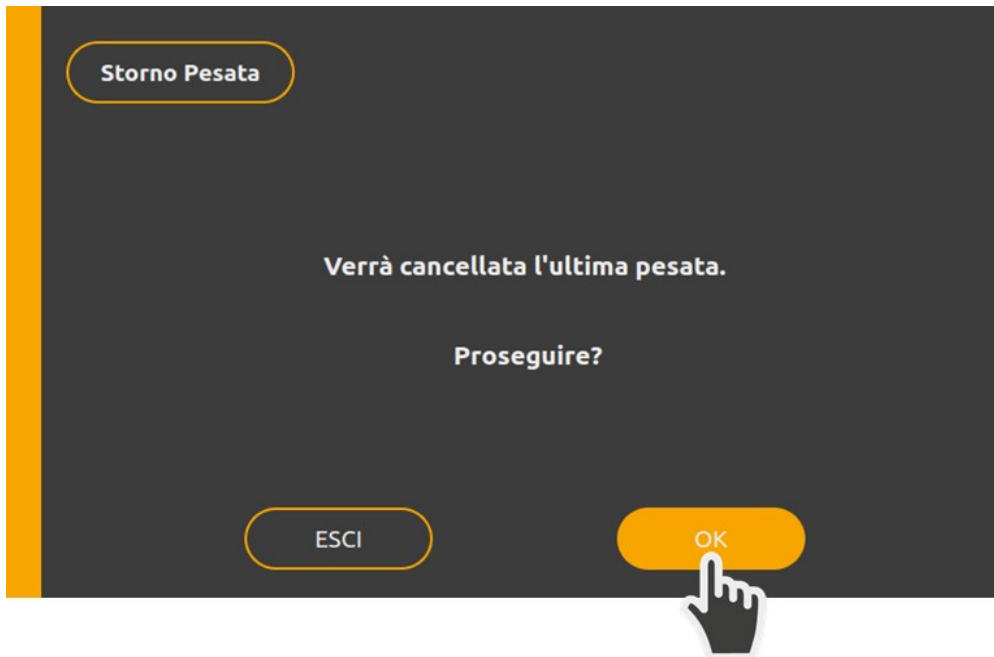 Storno Pesata
Verrà cancellata l'ultima pesata.
Proseguire?
ESCI
OK